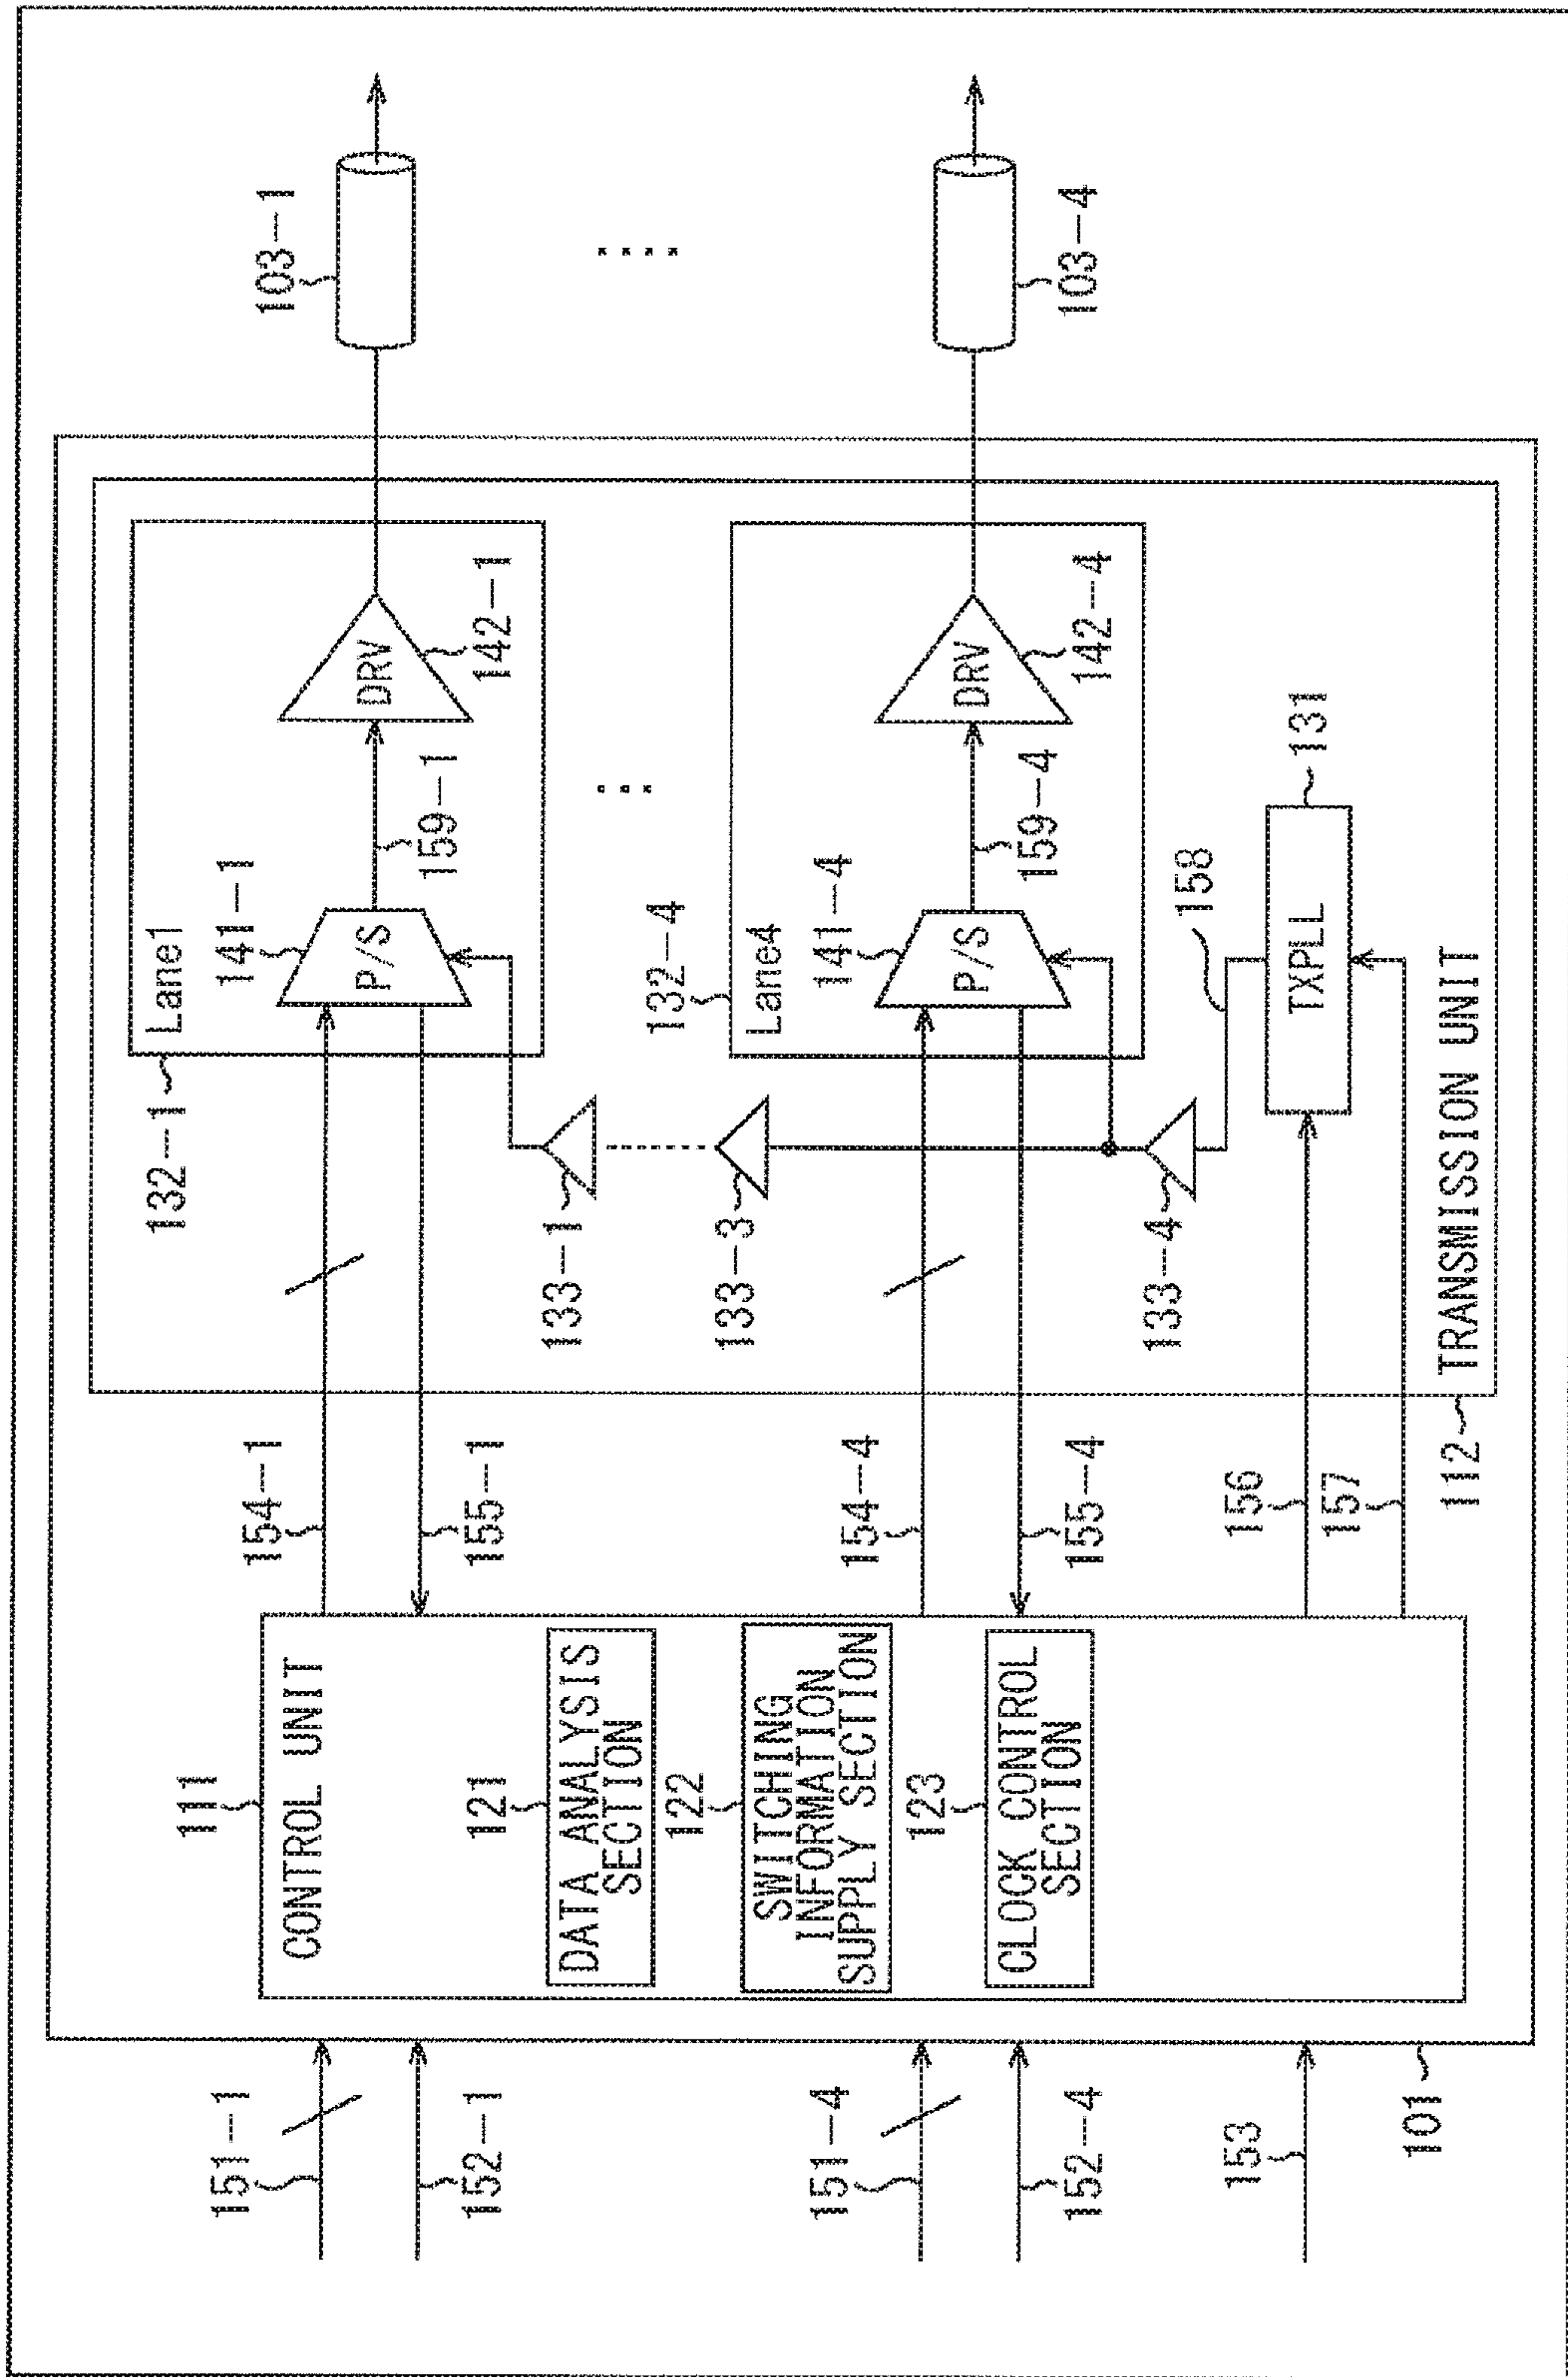 103-1
103-4
Lane1
132-1
141-1
P/S
159-1
DRV
142-1
132-4
Lane4
141-4
P/S
159-4
DRV
142-4
133-1
133-3
133-4
158
TXPLL
131
112
TRANSMISSION UNIT
154-1
155-1
154-4
155-4
156
157
111
CONTROL UNIT
121
DATA ANALYSIS
SECTION
122
SWITCHING
INFORMATION
SUPPLY SECTION
123
CLOCK CONTROL
SECTION
151-1
152-1
151-4
152-4
153
101